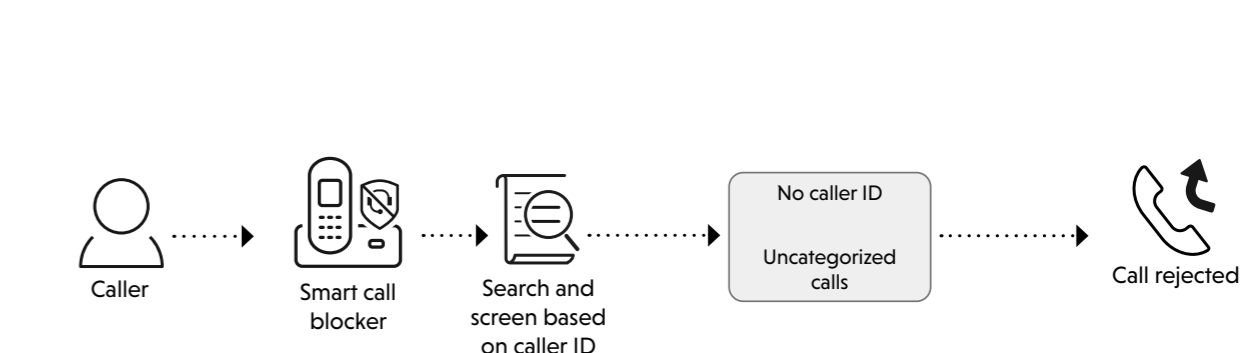 Caller
Smart call
blocker
Search and
screen based
on caller ID
No caller ID
Uncategorized
calls
Call rejected